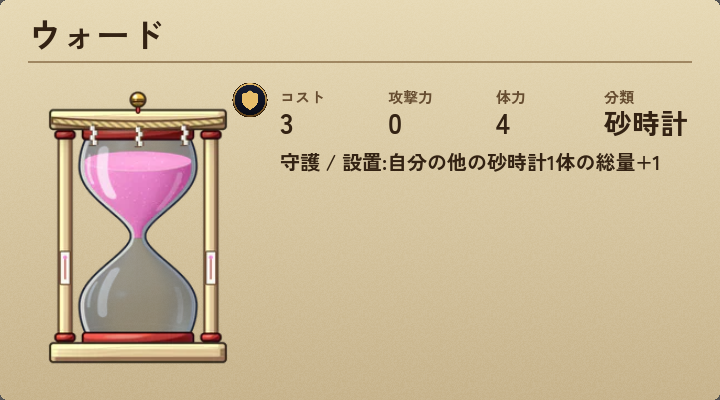 ウォード
コスト 攻撃力 体力 分類
3 0 4 砂時計
守護 / 設置:自分の他の砂時計1体の総量+1